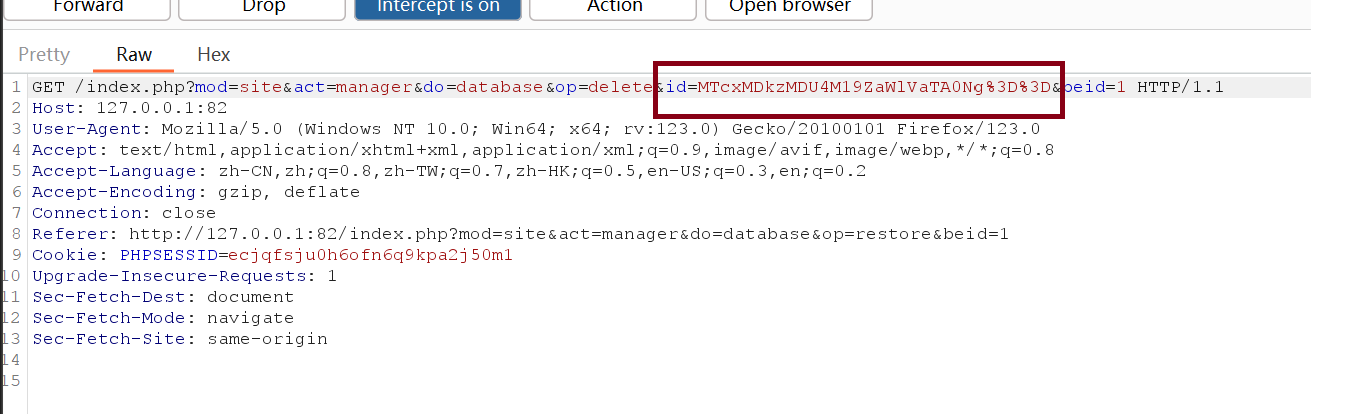 Forward Drop Intercept is on Action Open browser
Pretty Raw Hex
1 GET /index.php?mod=site&act=manager&do=database&op=delete&id=MTcxMDkzMDU4M19ZaWlVaTA0Ng%3D%3D&beid=1 HTTP/1.1
2 Host: 127.0.0.1:82
3 User-Agent: Mozilla/5.0 (Windows NT 10.0; Win64; x64; rv:123.0) Gecko/20100101 Firefox/123.0
4 Accept: text/html,application/xhtml+xml,application/xml;q=0.9,image/avif,image/webp,*/*;q=0.8
5 Accept-Language: zh-CN,zh;q=0.8,zh-TW;q=0.7,zh-HK;q=0.5,en-US;q=0.3,en;q=0.2
6 Accept-Encoding: gzip, deflate
7 Connection: close
8 Referer: http://127.0.0.1:82/index.php?mod=site&act=manager&do=database&op=restore&beid=1
9 Cookie: PHPSESSID=ecjqfsju0h6ofn6q9kpa2j50m1
10 Upgrade-Insecure-Requests: 1
11 Sec-Fetch-Dest: document
12 Sec-Fetch-Mode: navigate
13 Sec-Fetch-Site: same-origin
14
15